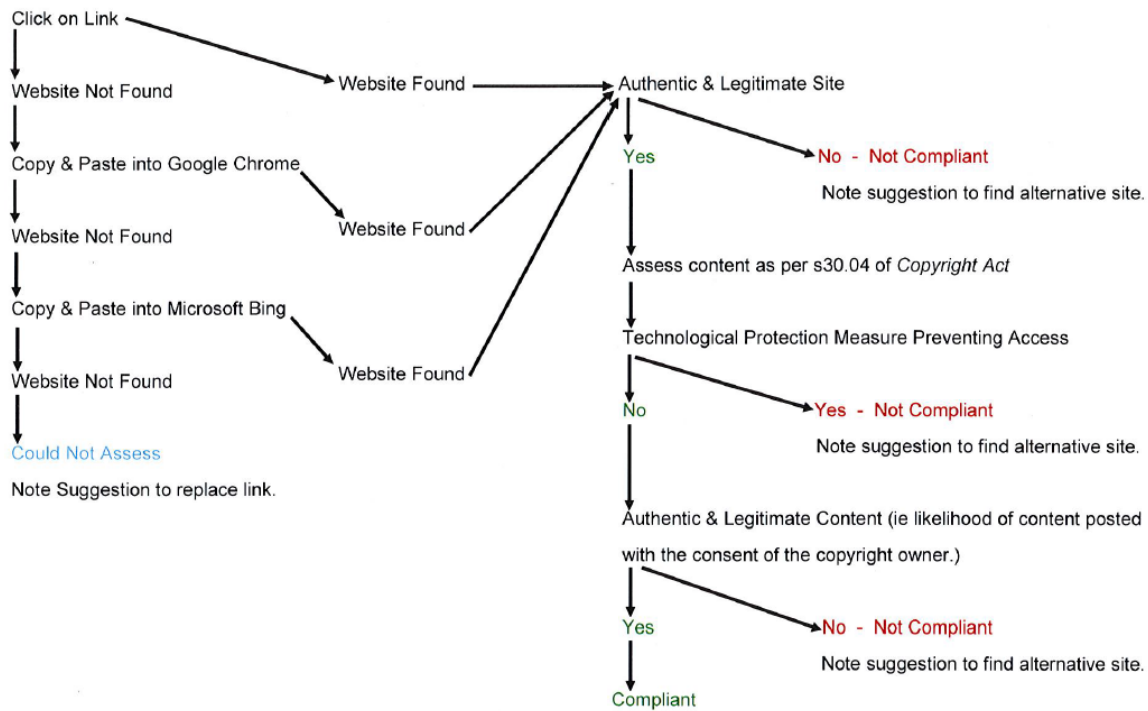 Click on Link
Website Not Found
Copy & Paste into Google Chrome
Website Not Found
Copy & Paste into Microsoft Bing
Website Not Found
Could Not Assess
Note Suggestion to replace link.
Website Found
Website Found
Website Found
Authentic & Legitimate Site
Yes
No - Not Compliant
Note suggestion to find alternative site.
Assess content as per s30.04 of Copyright Act
Technological Protection Measure Preventing Access
No
Yes - Not Compliant
Note suggestion to find alternative site.
Authentic & Legitimate Content (ie likelihood of content posted
with the consent of the copyright owner.)
Yes
No - Not Compliant
Note suggestion to find alternative site.
Compliant